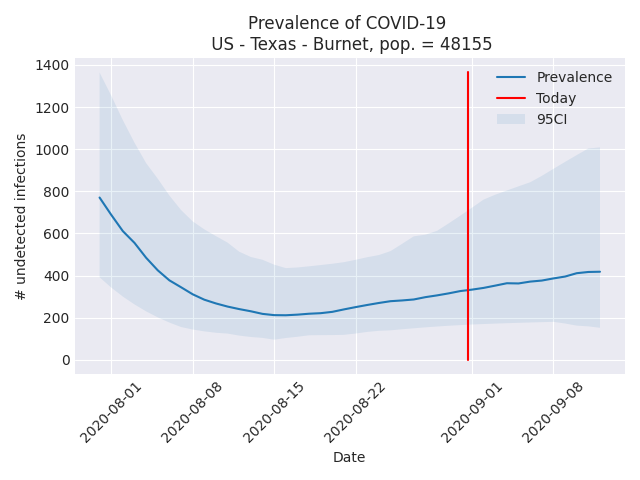 Prevalence of COVID-19
US - Texas - Burnet, pop. = 48155
1400
1200
1000
800
600
400
200
0
# undetected infections
Prevalence
Today
95CI
2020-08-01
2020-08-08
2020-08-15
2020-08-22
2020-09-01
2020-09-08
Date